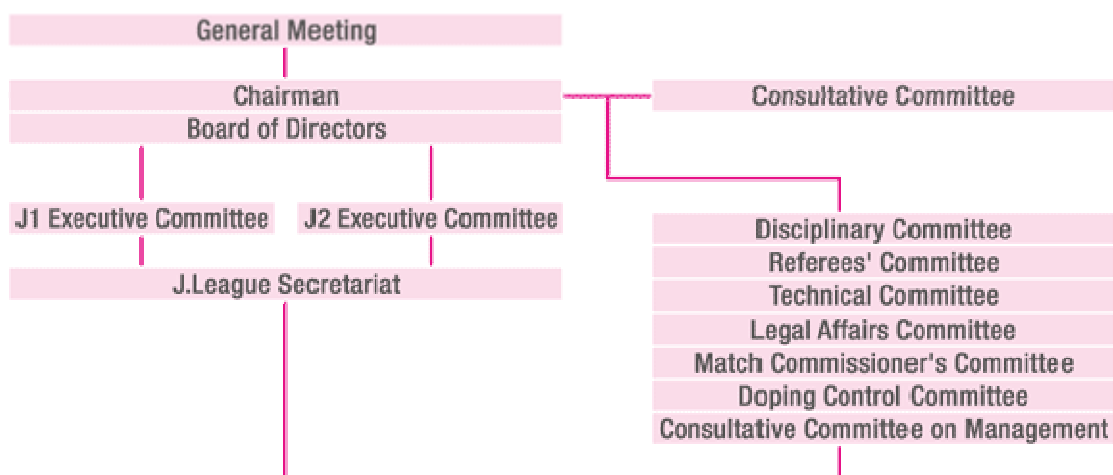 General Meeting
Chairman
Consultative Committee
Board of Directors
J1 Executive Committee
J2 Executive Committee
J.League Secretariat
Disciplinary Committee
Referees' Committee
Technical Committee
Legal Affairs Committee
Match Commissioner's Committee
Doping Control Committee
Consultative Committee on Management